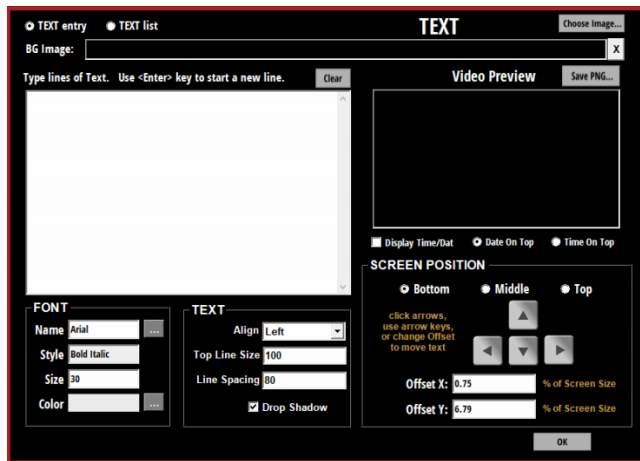 TEXT entry TEXT list TEXT Choose Image...
BG Image: X
Type lines of Text. Use <Enter> key to start a new line. Clear Video Preview Save PNG...
Display Time/Dat Date On Top Time On Top
SCREEN POSITION
Bottom Middle Top
click arrows,
use arrow keys,
or change Offset
to move text
Offset X: 0.75 % of Screen Size
Offset Y: 6.79 % of Screen Size
FONT
Name Arial ...
Style Bold Italic
Size 30
Color ...
TEXT
Align Left
Top Line Size 100
Line Spacing 80
Drop Shadow
OK